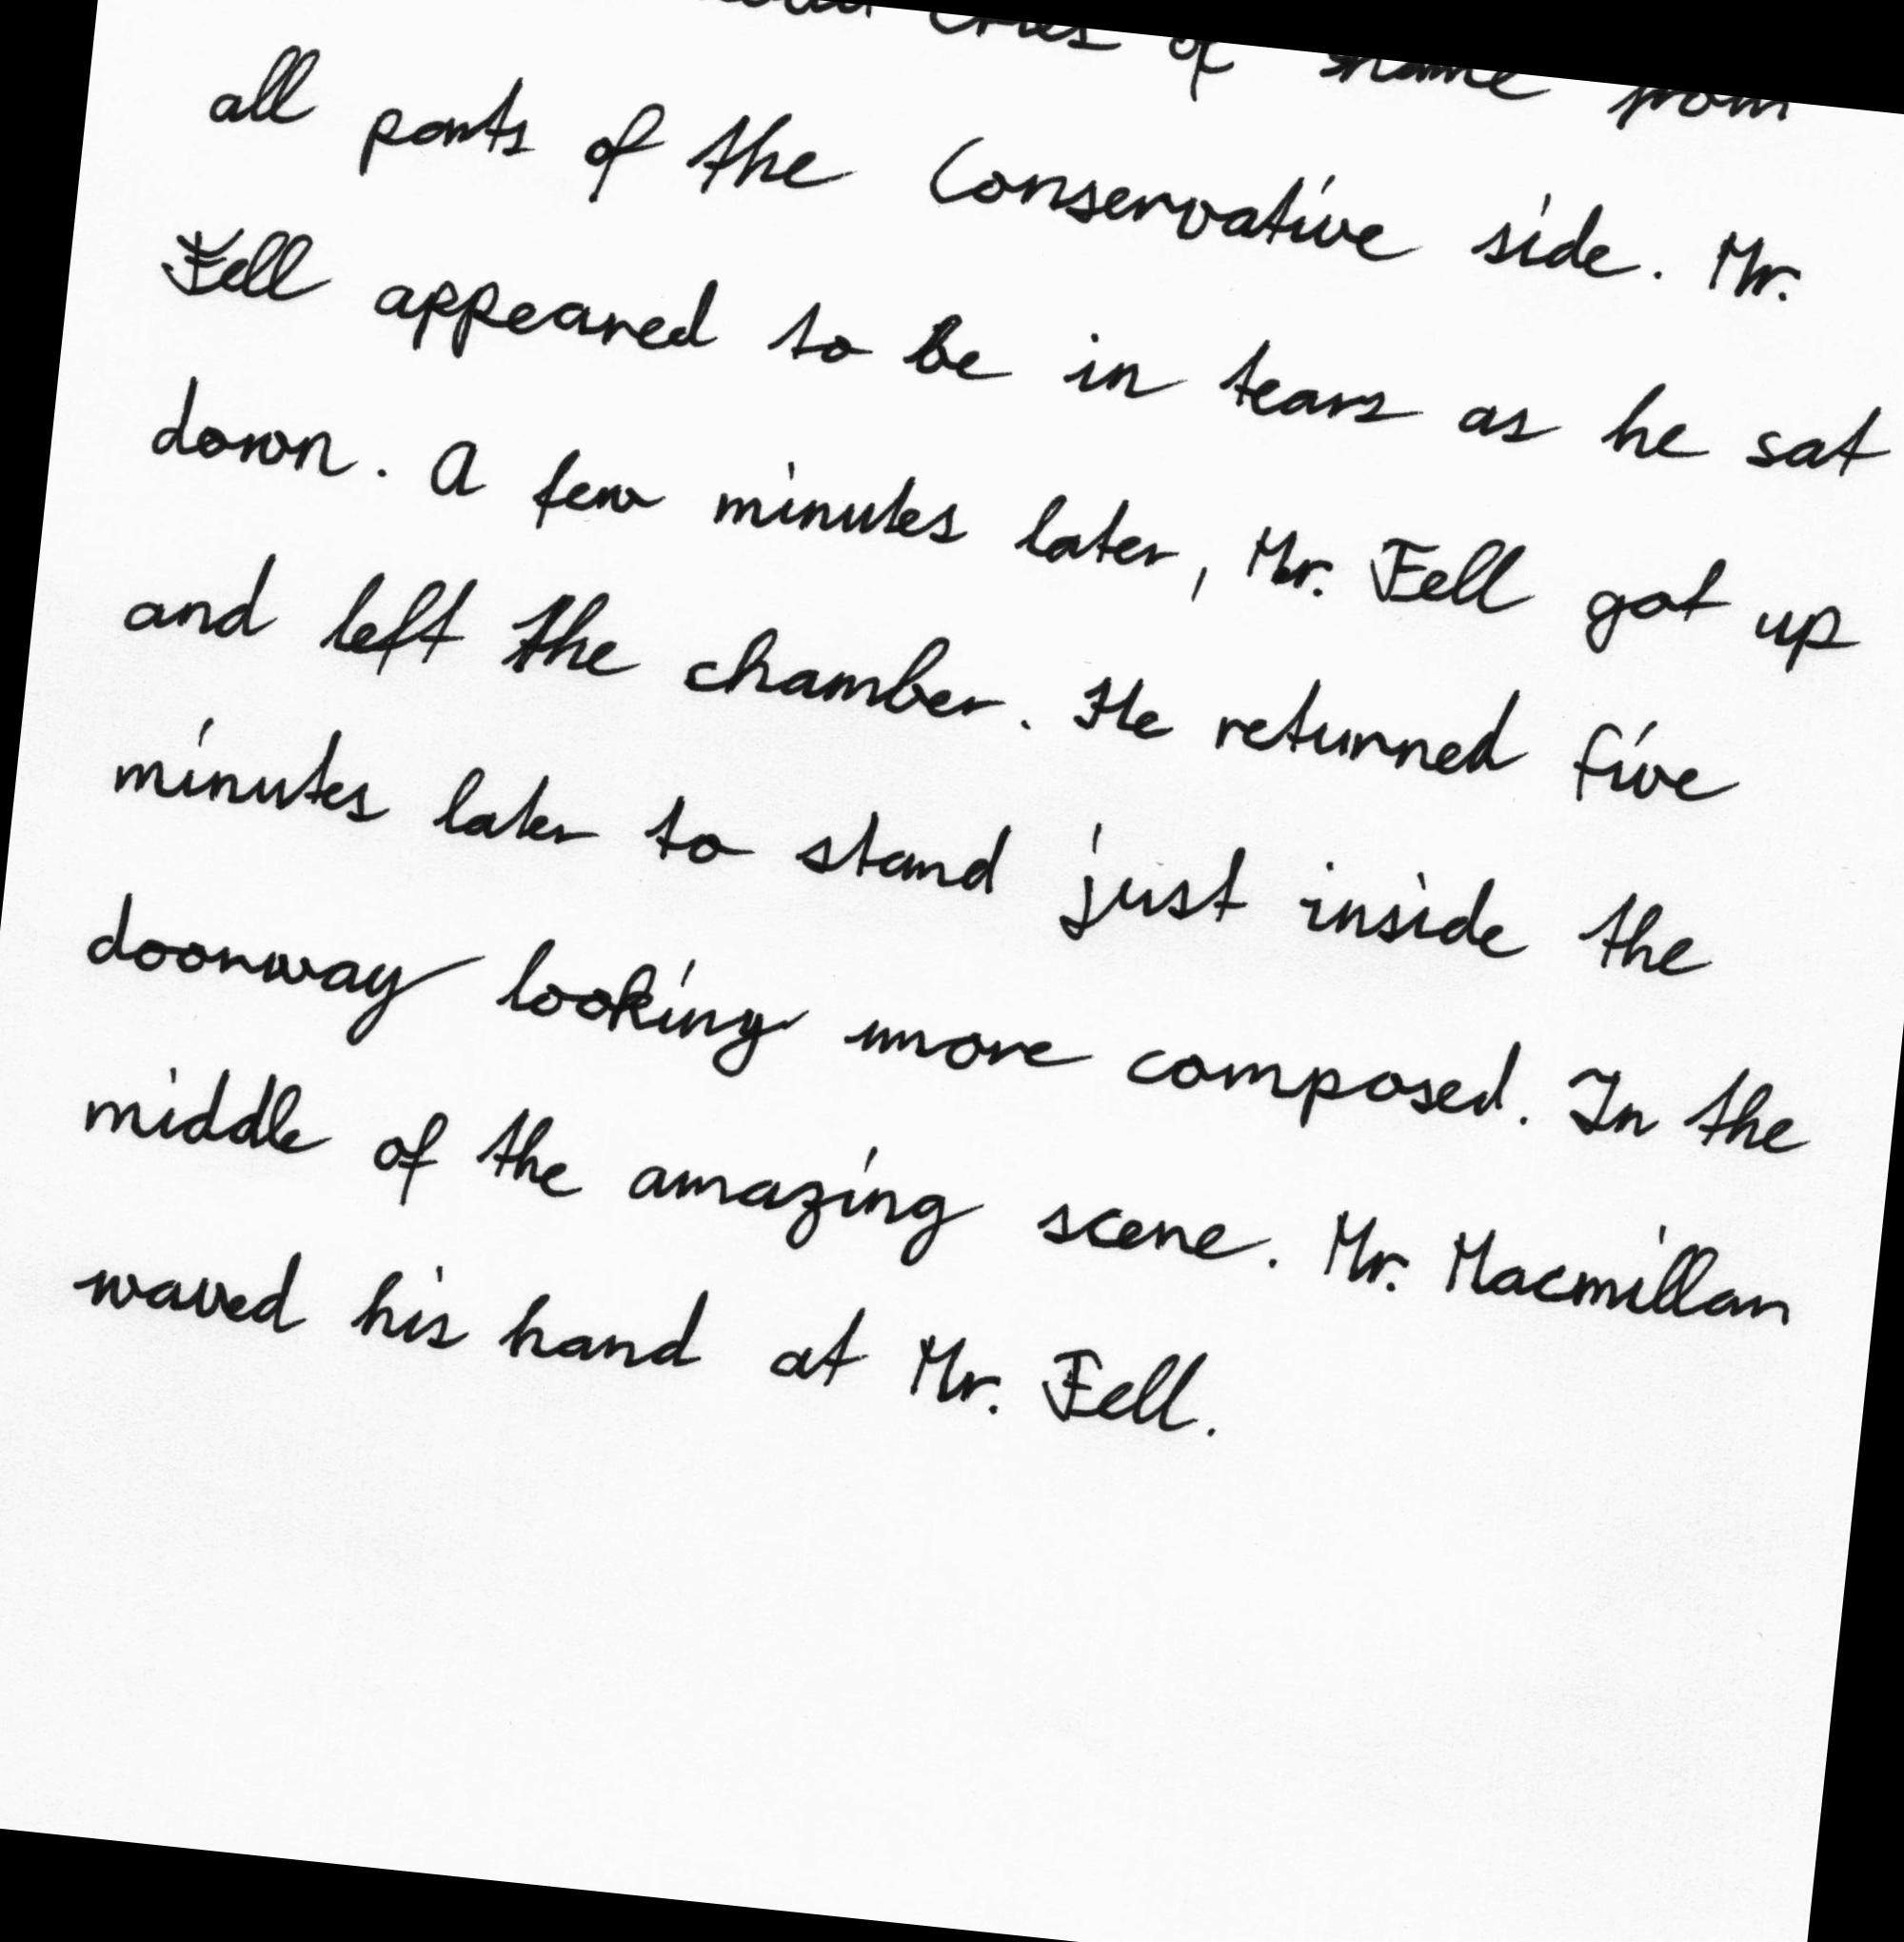 cries of shame from
all parts of the Conservative side. Mr.
Fell appeared to be in tears as he sat
down. A few minutes later, Mr. Fell got up
and left the chamber. He returned five
minutes later to stand just inside the
doorway looking more composed. In the
middle of the amazing scene. Mr. Macmillan
waved his hand at Mr. Fell.